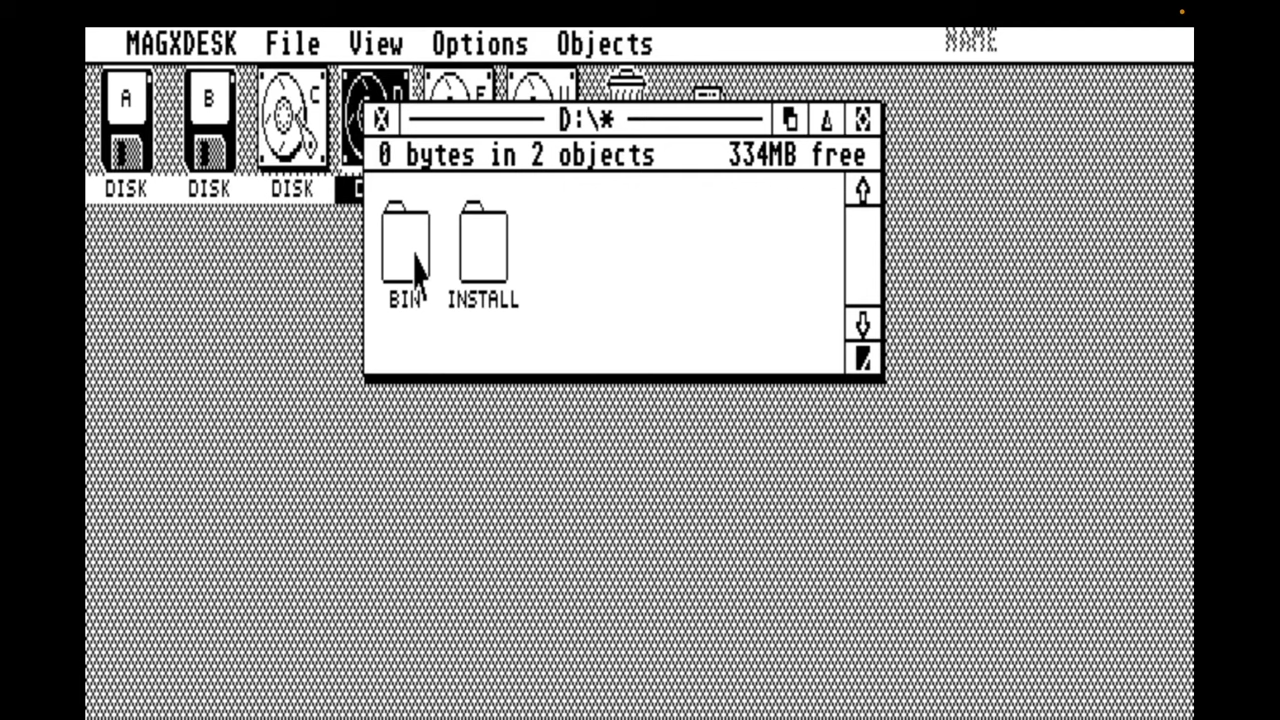 MAGXDESK File View Options Objects NAME
A B C
D:\*
0 bytes in 2 objects 334MB free
DISK DISK DISK
BIN INSTALL